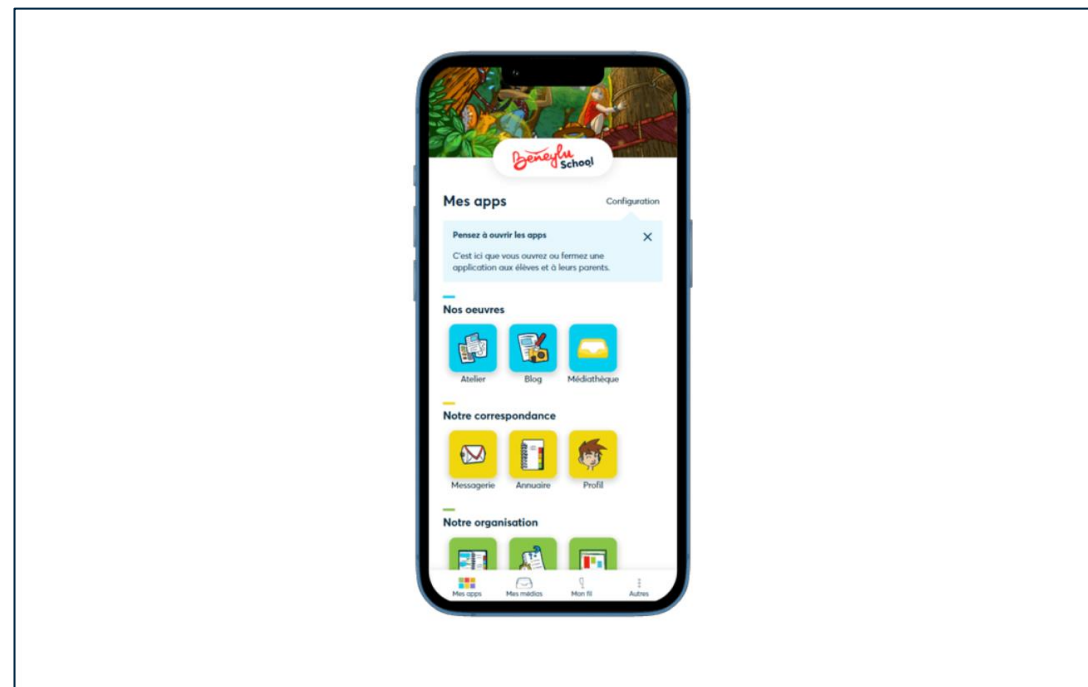 Beneylu
School
Mes apps
Configuration
Pensez à ouvrir les apps
C'est ici que vous ouvrez ou fermez une
application aux élèves et à leurs parents.
Nos oeuvres
Atelier Blog Médiathèque
Notre correspondance
Messagerie Annuaire Profil
Notre organisation
Mes apps Mes médias Mon fil Autres